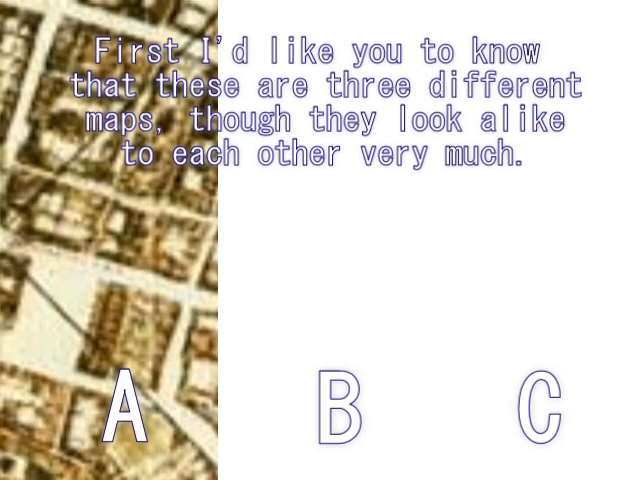 First I'd like you to know
that these are three different
maps, though they look alike
to each other very much.
A B C